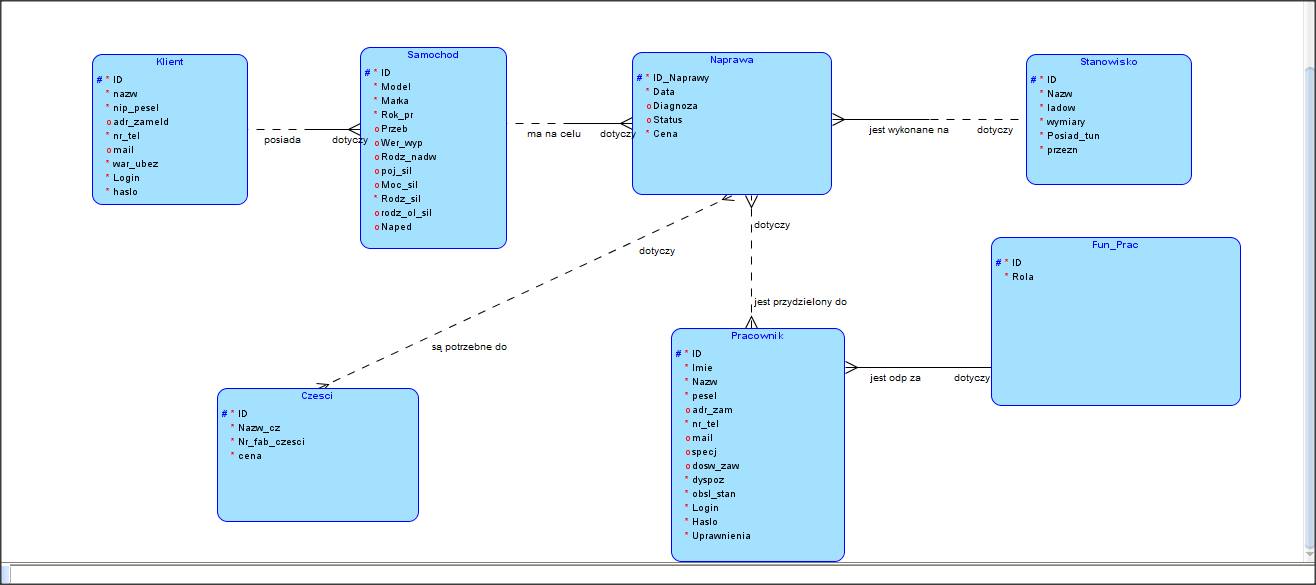 Klient
# * ID
* nazw
* nip_pesel
o adr_zameld
* nr_tel
o mail
* war_ubez
* Login
* haslo
posiada
dotyczy
Samochod
# * ID
* Model
* Marka
* Rok_pr
o Przeb
o Wer_wyp
o Rodz_nadw
o poj_sil
o Moc_sil
* Rodz_sil
o rodz_ol_sil
o Naped
ma na celu
dotyczy
Naprawa
# * ID_Naprawy
* Data
o Diagnoza
o Status
* Cena
jest wykonane na
dotyczy
Stanowisko
# * ID
* Nazw
* ladow
* wymiary
* Posiad_tun
* przezn
dotyczy
są potrzebne do
dotyczy
jest przydzielony do
Fun_Prac
# * ID
* Rola
jest odp za
dotyczy
Czesci
# * ID
* Nazw_cz
* Nr_fab_czesci
* cena
Pracownik
# * ID
* Imie
* Nazw
* pesel
o adr_zam
* nr_tel
o mail
o specj
o dosw_zaw
* dyspoz
* obsl_stan
* Login
* Haslo
* Uprawnienia